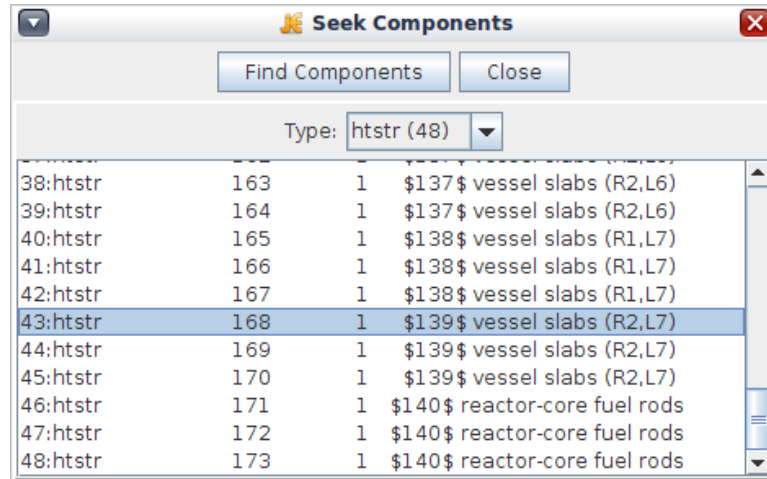 Seek Components
Find Components Close
Type: htstr (48)
38:htstr 163 1 $137$ vessel slabs (R2,L6)
39:htstr 164 1 $137$ vessel slabs (R2,L6)
40:htstr 165 1 $138$ vessel slabs (R1,L7)
41:htstr 166 1 $138$ vessel slabs (R1,L7)
42:htstr 167 1 $138$ vessel slabs (R1,L7)
43:htstr 168 1 $139$ vessel slabs (R2,L7)
44:htstr 169 1 $139$ vessel slabs (R2,L7)
45:htstr 170 1 $139$ vessel slabs (R2,L7)
46:htstr 171 1 $140$ reactor-core fuel rods
47:htstr 172 1 $140$ reactor-core fuel rods
48:htstr 173 1 $140$ reactor-core fuel rods